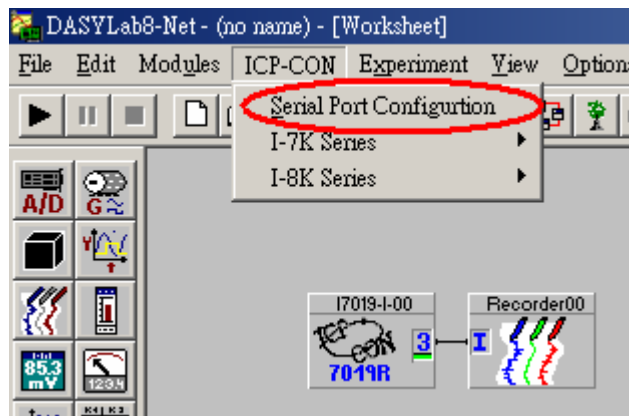 DASYLab8-Net - (no name) - [Worksheet]
File Edit Modules ICP-CON Experiment View Option
Serial Port Configurtion
I-7K Series
I-8K Series
A/D G
Y
85.3 mV 123.4
I7019-I-00 Recorder00
ICP CON 3 I
7019R